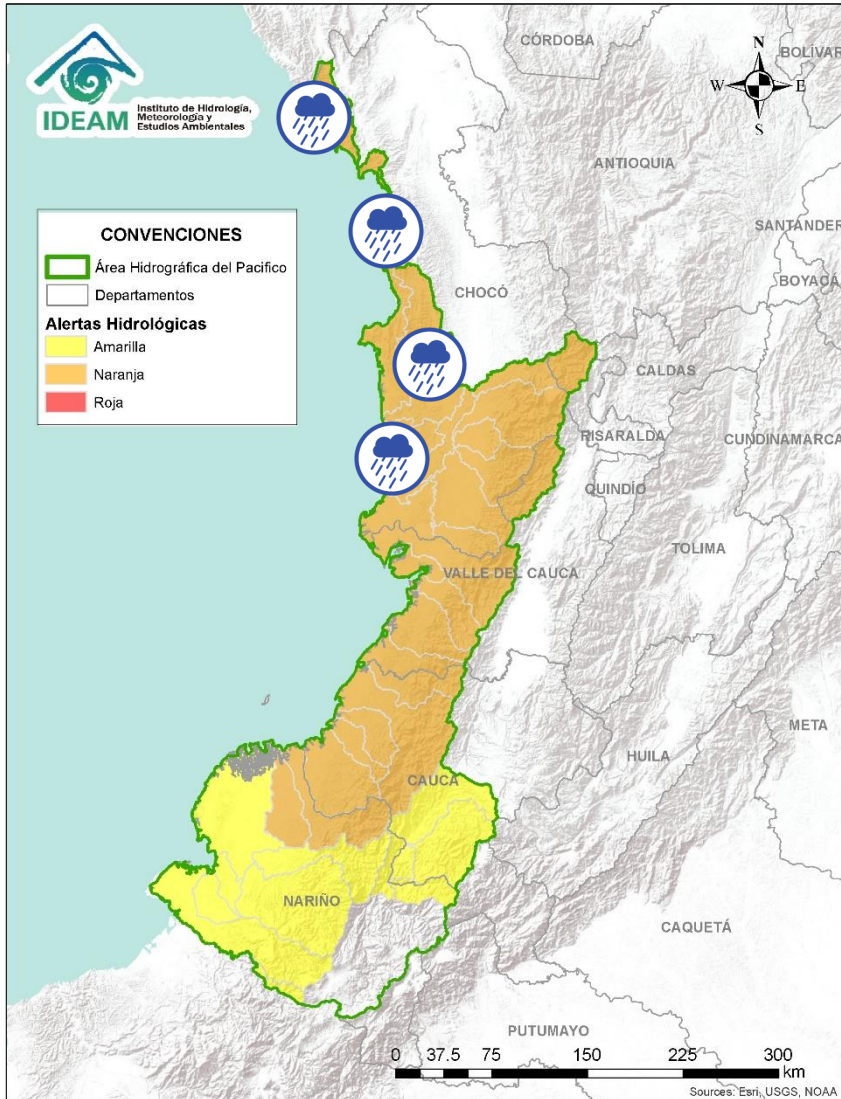 IDEAM
Instituto de Hidrología,
Meteorología y
Estudios Ambientales
CÓRDOBA
BOLÍVAR
N
W
E
S
ANTIOQUIA
SANTANDER
BOYACÁ
CHOCÓ
CONVENCIONES
Área Hidrográfica del Pacifico
Departamentos
Alertas Hidrológicas
Amarilla
Naranja
Roja
CALDAS
RISARALDA
CUNDINAMARCA
QUINDÍO
TOLIMA
VALLE DEL CAUCA
META
HUILA
CAUCA
NARIÑO
CAQUETÁ
PUTUMAYO
0 37.5 75 150 225 300
km
Sources: Esri, USGS, NOAA